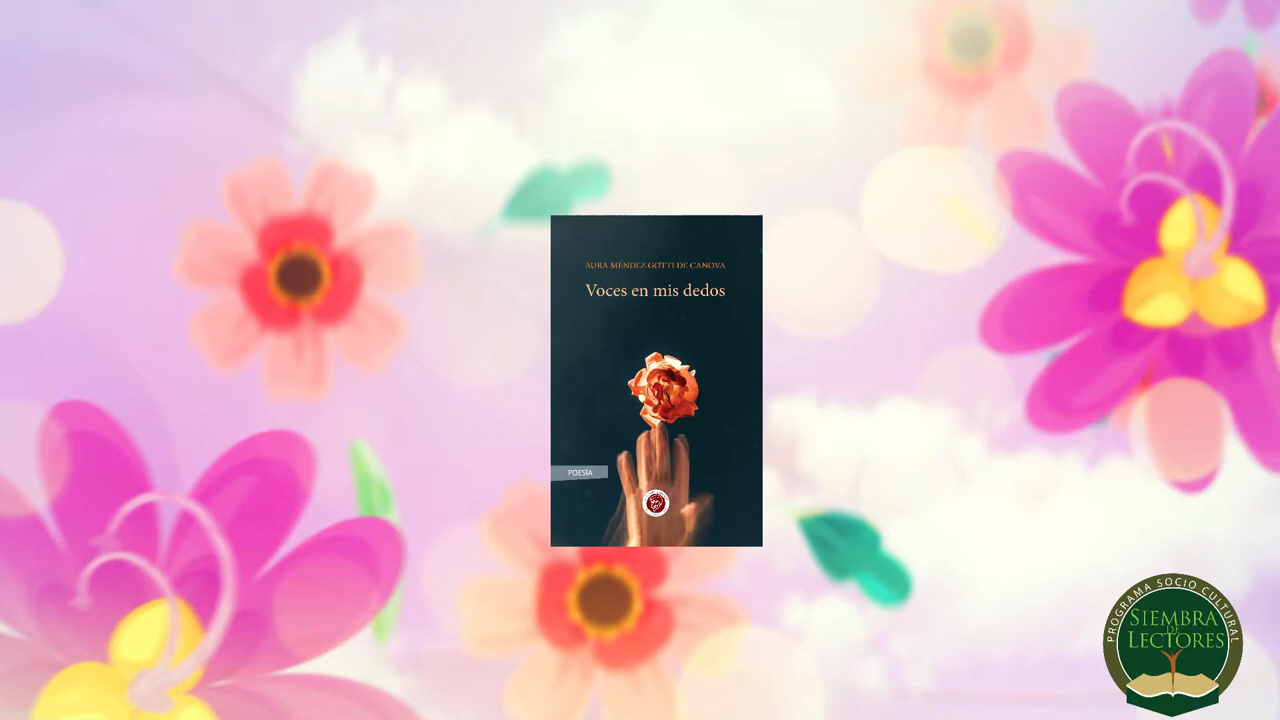 AURA MÉNDEZ GOTTI DE CANOVA
Voces en mis dedos
POESÍA
PROGRAMA SOCIO CULTURAL
SIEMBRA
DE
LECTORES